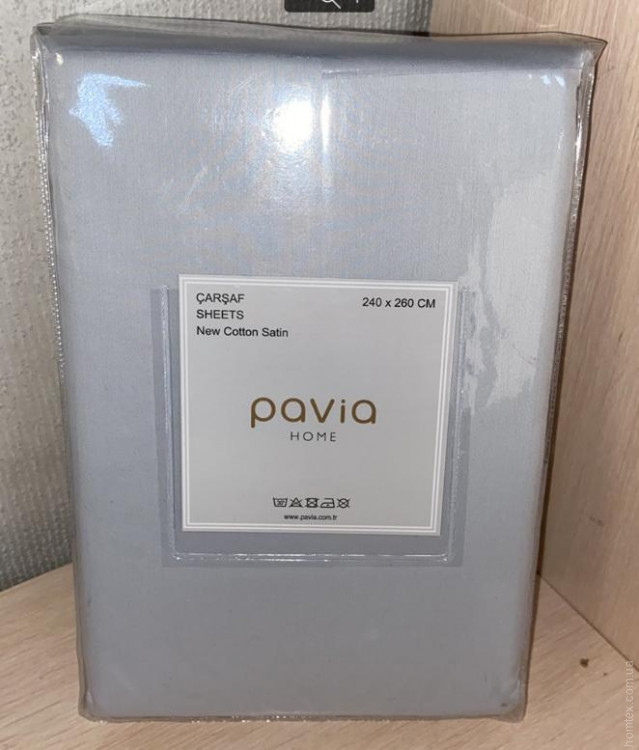 ÇARŞAF
240 x 260 CM
SHEETS
New Cotton Satin
pavia
HOME
www.pavia.com.tr